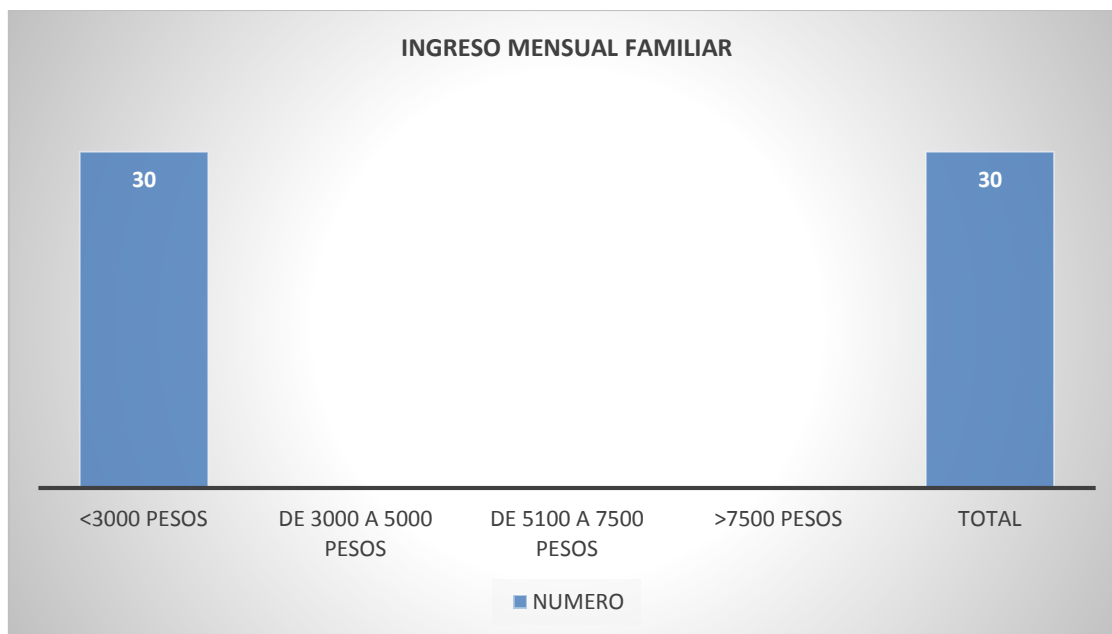 INGRESO MENSUAL FAMILIAR
30
30
<3000 PESOS
DE 3000 A 5000
PESOS
DE 5100 A 7500
PESOS
>7500 PESOS
TOTAL
NUMERO